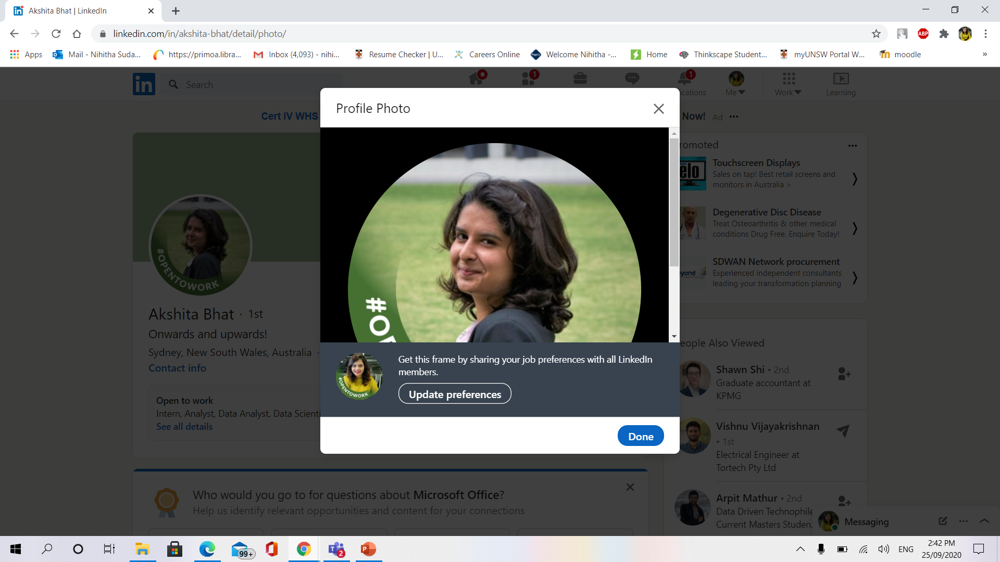 Akshita Bhat | LinkedIn
linkedin.com/in/akshita-bhat/detail/photo/
ABP
Apps
Mail - Nihitha Suda...
https://primoa.libra...
Inbox (4,093) - nihi...
Resume Checker | U...
Careers Online
Welcome Nihitha -...
Home
Thinkscape Student...
myUNSW Portal W...
moodle
»
in
Search
1
1
ications
Me
Work
Learning
Cert IV WHS
Now!
Ad
Profile Photo
romoted
elo
Touchscreen Displays
Sales on tap! Best retail screens and
monitors in Australia >
Degenerative Disc Disease
Treat Osteoarthritis & other medical
conditions Drug Free. Enquire Today!
yond
technology
SDWAN Network procurement
Experienced independent consultants
leading your transformation planning
#OPENTOWORK
#OP
Akshita Bhat · 1st
Onwards and upwards!
Sydney, New South Wales, Australia ·
Contact info
Open to work
Intern, Analyst, Data Analyst, Data Scienti
See all details
#OPENTOWORK
Get this frame by sharing your job preferences with all LinkedIn
members.
Update preferences
Done
eople Also Viewed
Shawn Shi • 2nd
Graduate accountant at
KPMG
Vishnu Vijayakrishnan
• 1st
Electrical Engineer at
Tortech Pty Ltd
Arpit Mathur • 2nd
Data Driven Technophile
Current Masters Studen.
Who would you go to for questions about Microsoft Office?
Help us identify relevant opportunities and content for your connections
Messaging
99+
2
ENG
2:42 PM
25/09/2020